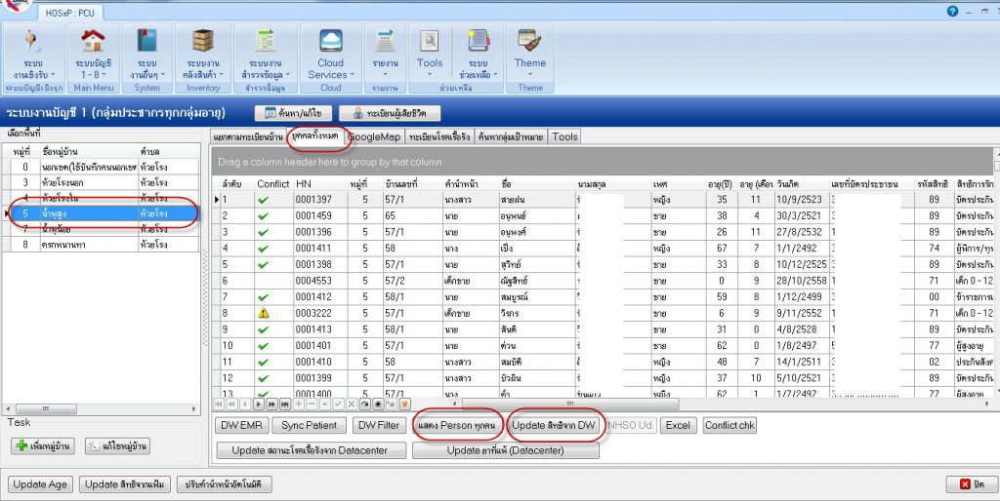 HOSxP : PCU
ระบบ ระบบบัญชี ระบบ ระบบงาน ระบบงาน Cloud รายงาน Tools ระบบ Theme
งานเชิงรับ 1 - 8 งานอื่นๆ คลังสินค้า สำรวจข้อมูล Services ช่วยเหลือ
ระบบบัญชีเชิงรุก Main Menu System Inventory สำรวจข้อมูล Cloud รายงาน ช่วยเหลือ Theme
ระบบงานบัญชี 1 (กลุ่มประชากรทุกกลุ่มอายุ) ค้นหา/แก้ไข ทะเบียนผู้เสียชีวิต
เลือกพื้นที่
หมู่ที่ ชื่อหมู่บ้าน ตำบล
0 นอกเขต(ใช้บันทึกคนนอกเขต ห้วยโรง
3 ห้วยโรงนอก ห้วยโรง
4 ห้วยโรงใน ห้วยโรง
5 น้ำพุสูง ห้วยโรง
7 น้ำพุน้อย ห้วยโรง
8 ครกหนานทา ห้วยโรง
Task
เพิ่มหมู่บ้าน แก้ไขหมู่บ้าน
แยกตามทะเบียนบ้าน บุคคลทั้งหมด GoogleMap ทะเบียนโรคเรื้อรัง ค้นหากลุ่มเป้าหมาย Tools
Drag a column header here to group by that column
ลำดับ Conflict HN หมู่ที่ บ้านเลขที่ คำนำหน้า ชื่อ นามสกุล เพศ อายุ(ปี) อายุ (เดือน วันเกิด เลขที่บัตรประชาชน รหัสสิทธิ สิทธิการรัก
1 0001397 5 57/1 นางสาว สายฝน หญิง 35 11 10/9/2523 3 89 บัตรประกัน
2 0001459 5 65 นาย อนุพนธ์ ชาย 38 4 30/3/2521 89 บัตรประกัน
3 0001396 5 57/1 นาย อนุพงศ์ ชาย 26 11 27/8/2532 1 89 บัตรประกัน
4 0001411 5 58 นาง เป็ง หญิง 67 7 1/1/2492 3 74 ผู้พิการ/ทุพ
5 0001398 5 57/1 นาย สุวิทย์ ชาย 33 8 10/12/2525 89 บัตรประกัน
6 0004553 5 57/2 เด็กชาย ณัฐสิทธ์ ชาย 0 9 28/10/2558 1 71 เด็ก 0 - 12
7 0001412 5 58/1 นาย สมบูรณ์ ชาย 59 8 1/12/2499 3 00 ข้าราชการ
8 0003222 5 57/1 เด็กชาย วีรกร ชาย 6 9 9/11/2552 1 71 เด็ก 0 - 12
9 0001413 5 58/1 นาย สันติ ชาย 31 0 4/8/2528 1 89 บัตรประกัน
10 0001401 5 57/1 นาย ต่วน ชาย 62 0 1/8/2497 5 77 ผู้สูงอายุ
11 0001410 5 58 นางสาว สมบัติ หญิง 48 7 14/1/2511 02 ประกันสังค
12 0001399 5 57/1 นางสาว บัวผิน หญิง 37 10 5/10/2521 89 บัตรประกัน
13 0001400 5 57/1 นาง คำ หญิง 62 1 1/7/2497 77 ผู้สูงอายุ
DW EMR Sync Patient DW Filter แสดง Person ทุกคน Update สิทธิจาก DW NHSO Ud. Excel Conflict chk
Update สถานะโรคเรื้อรังจาก Datacenter Update ยาที่แพ้ (Datacenter)
Update Age Update สิทธิจากแฟ้ม ปรับคำนำหน้าอัตโนมัติ ปิด